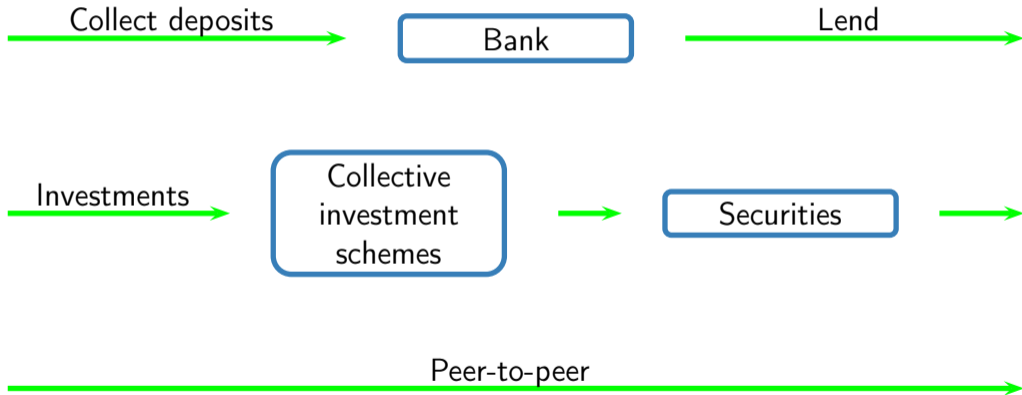 Collect deposits
Bank
Lend
Investments
Collective
investment
schemes
Securities
Peer-to-peer